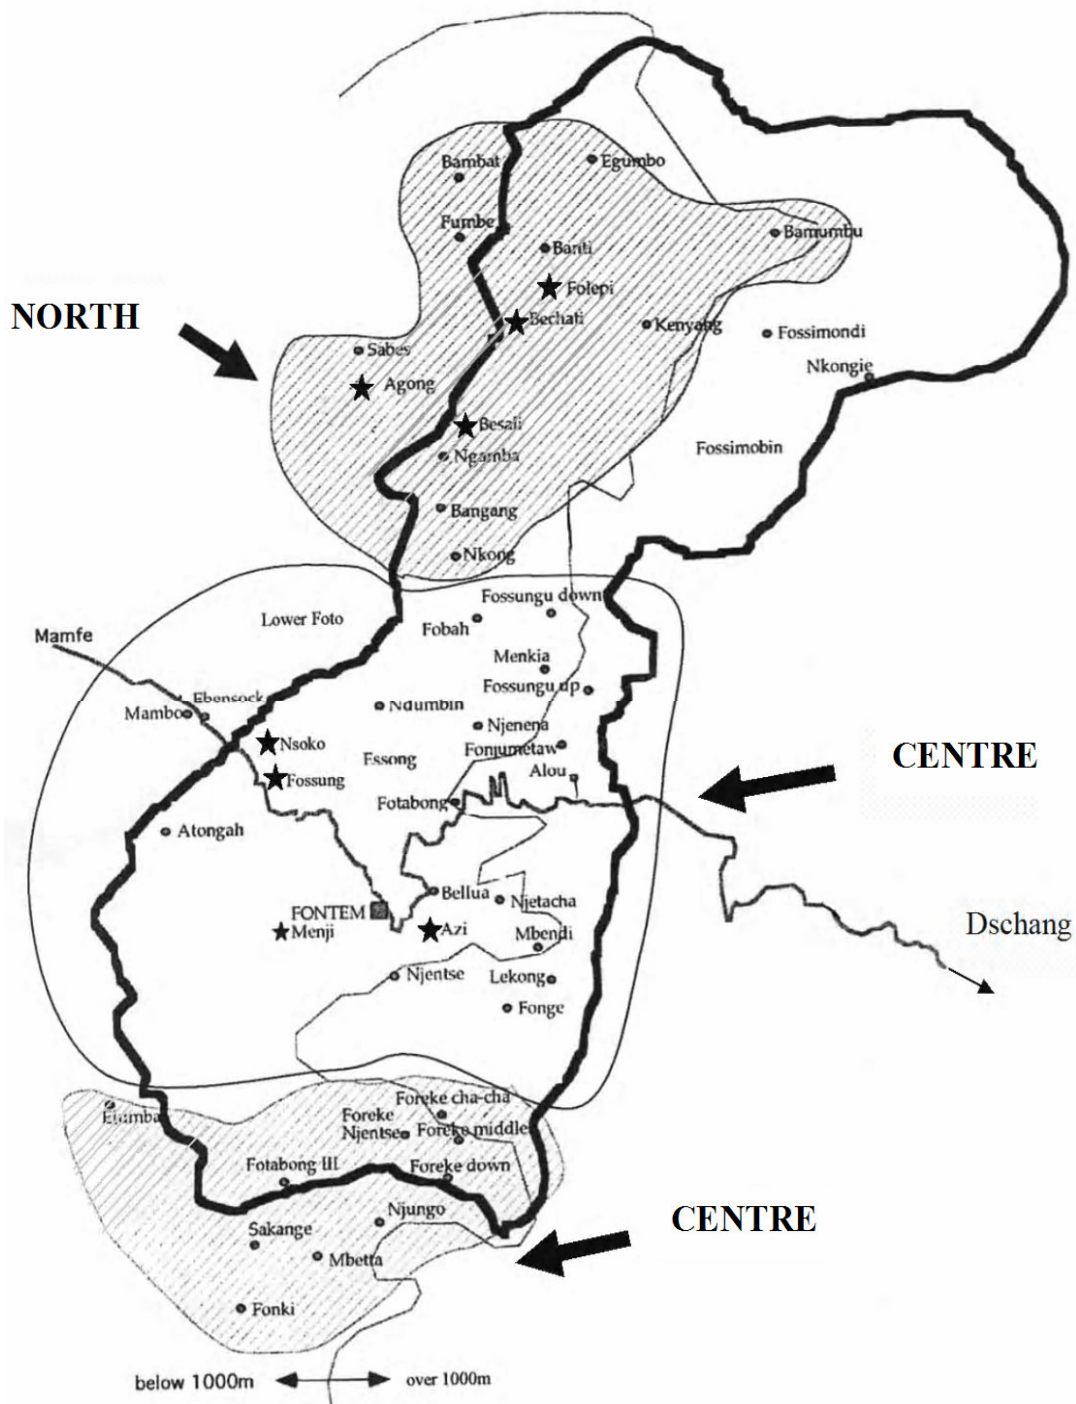 Bambat
Egumbo
Fumbe
Bamumbu
Banti
Folepi
NORTH
Bechati
Kenyang
Fossimondi
Sabes
Nkongie
Agong
Besali
Fossimobin
Ngamba
Bangang
Nkong
Fossungu down
Lower Foto
Fobah
Mamfe
Menkia
Fossungu up
Ebensock
Ndumbin
Mambo
Njenena
Nsoko
Fonjumetaw
CENTRE
Essong
Fossung
Alou
Fotabong
Atongah
Bellua
Njetacha
FONTEM
Menji
Azi
Mbendi
Dschang
Njentse
Lekong
Fonge
Foreke cha-cha
Foreke
Njentse
Foreke middle
Fotabong III
Foreke down
Njungo
CENTRE
Sakange
Mbetta
Fonki
below 1000m
over 1000m